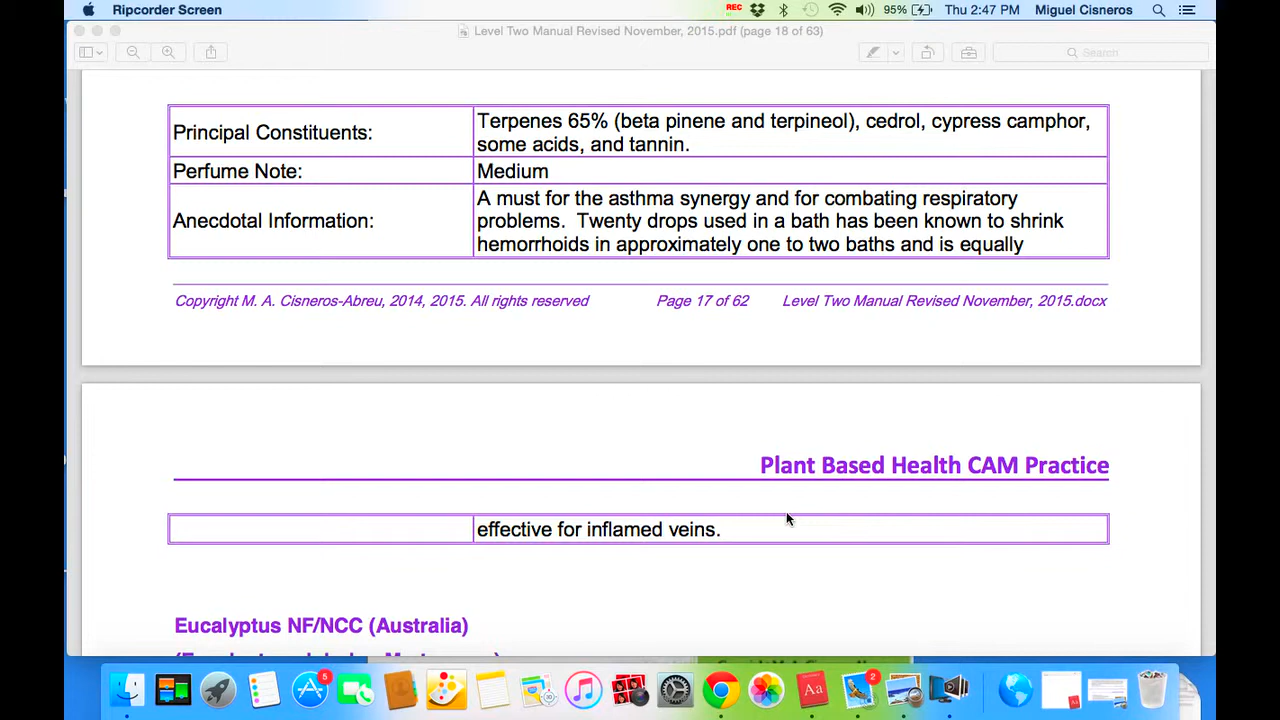 Ripcorder Screen
REC
95%
Thu 2:47 PM
Miguel Cisneros
Level Two Manual Revised November, 2015.pdf (page 18 of 63)
Search
Principal Constituents:
Terpenes 65% (beta pinene and terpineol), cedrol, cypress camphor,
some acids, and tannin.
Perfume Note:
Medium
Anecdotal Information:
A must for the asthma synergy and for combating respiratory
problems. Twenty drops used in a bath has been known to shrink
hemorrhoids in approximately one to two baths and is equally
Copyright M. A. Cisneros-Abreu, 2014, 2015. All rights reserved
Page 17 of 62
Level Two Manual Revised November, 2015.docx
Plant Based Health CAM Practice
effective for inflamed veins.
Eucalyptus NF/NCC (Australia)
5
Aa
2